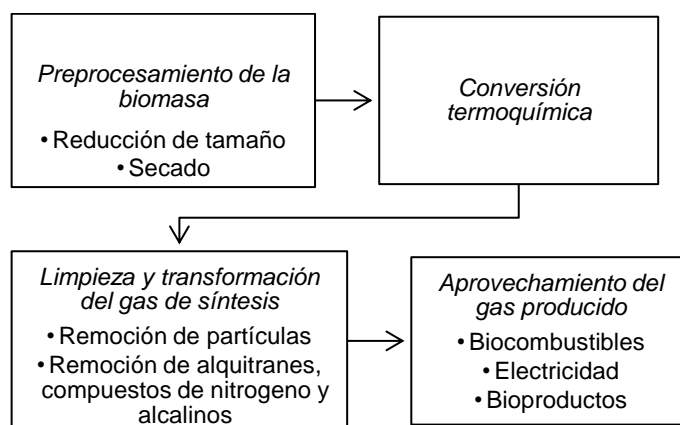 Preprocesamiento de la
biomasa
• Reducción de tamaño
• Secado
Conversión
termoquímica
Limpieza y transformación
del gas de síntesis
• Remoción de partículas
• Remoción de alquitranes,
compuestos de nitrogeno y
alcalinos
Aprovechamiento del
gas producido
• Biocombustibles
• Electricidad
• Bioproductos